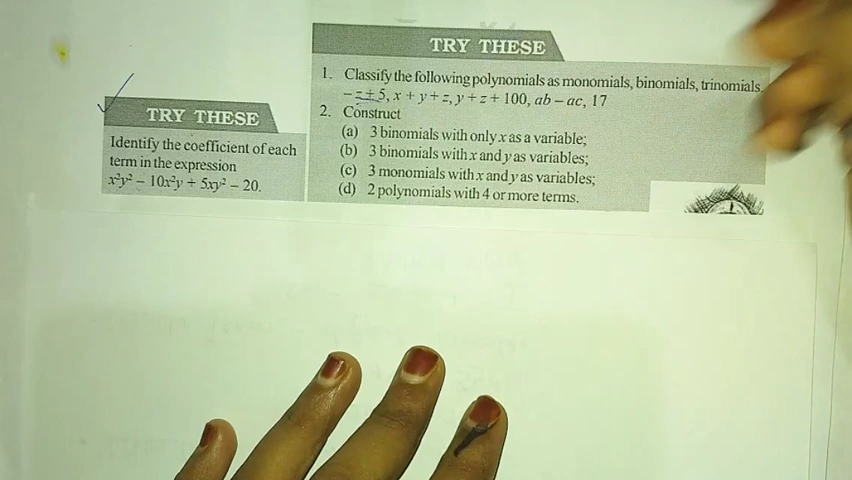 TRY THESE
Identify the coefficient of each
term in the expression
x²y² – 10x²y + 5xy² – 20.
TRY THESE
1. Classify the following polynomials as monomials, binomials, trinomials.
– z + 5, x + y + z, y + z + 100, ab – ac, 17
2. Construct
(a) 3 binomials with only x as a variable;
(b) 3 binomials with x and y as variables;
(c) 3 monomials with x and y as variables;
(d) 2 polynomials with 4 or more terms.